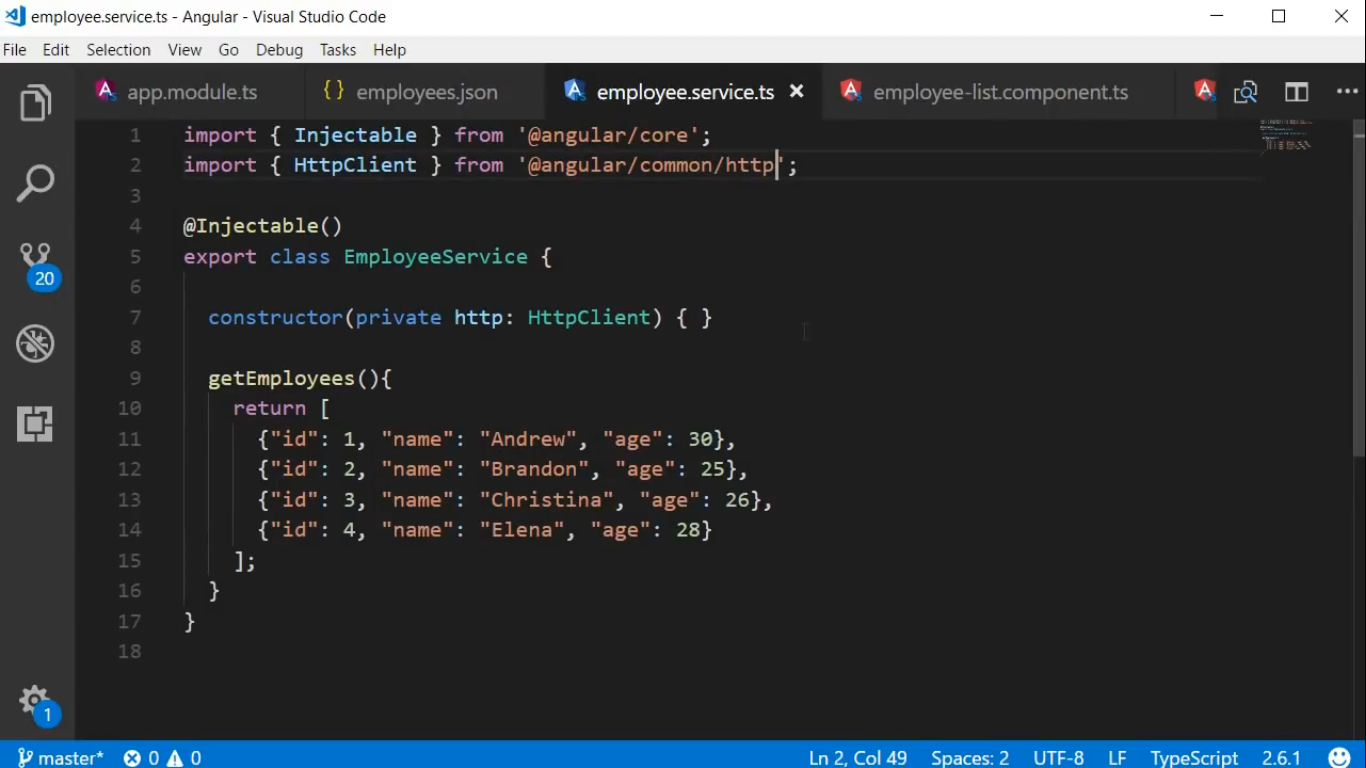 employee.service.ts - Angular - Visual Studio Code
File Edit Selection View Go Debug Tasks Help
app.module.ts {} employees.json employee.service.ts employee-list.component.ts
1 import { Injectable } from '@angular/core';
2 import { HttpClient } from '@angular/common/http';
3
4 @Injectable()
5 export class EmployeeService {
6
7 constructor(private http: HttpClient) { }
8
9 getEmployees(){
10 return [
11 {"id": 1, "name": "Andrew", "age": 30},
12 {"id": 2, "name": "Brandon", "age": 25},
13 {"id": 3, "name": "Christina", "age": 26},
14 {"id": 4, "name": "Elena", "age": 28}
15 ];
16 }
17 }
18
20
1
master* 0 0 Ln 2, Col 49 Spaces: 2 UTF-8 LF TypeScript 2.6.1